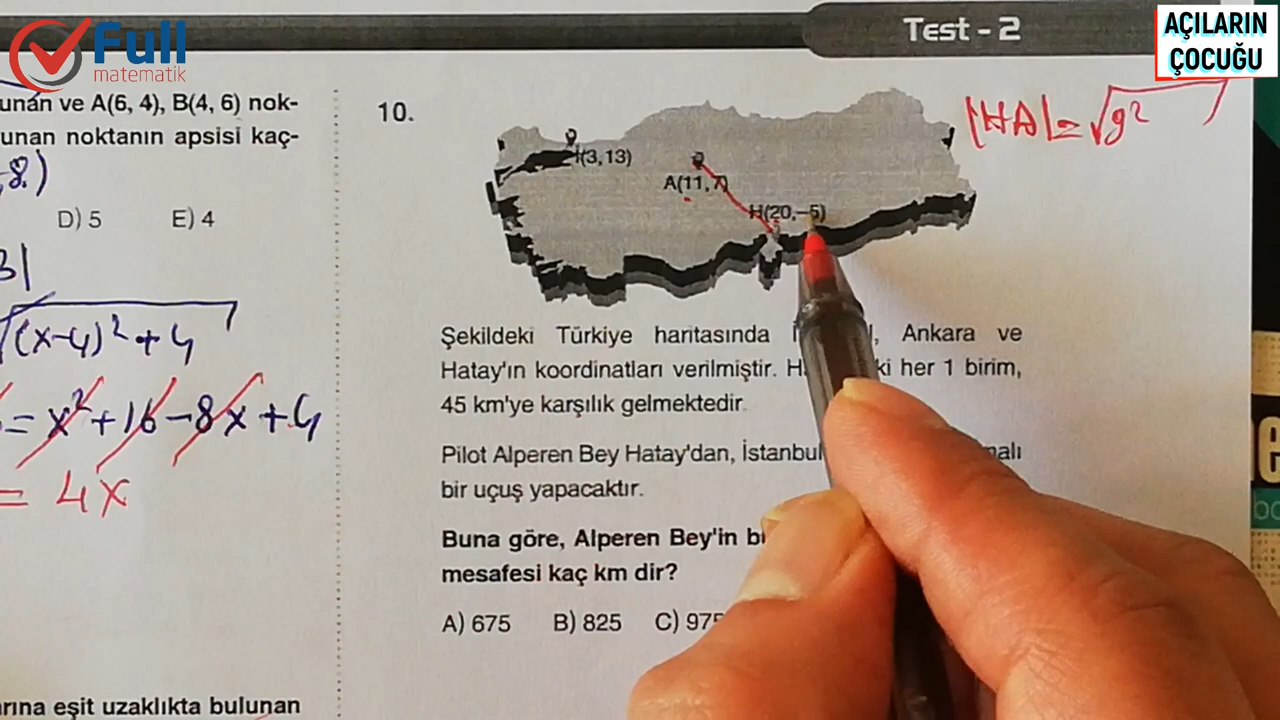 Full
matematik
Test - 2
AÇILARIN
ÇOCUĞU
unan ve A(6, 4), B(4, 6) nok-
unan noktanın apsisi kaç-
D) 5 E) 4
(x-4)² + 4
= x² + 16 - 8x + 4
= 4x
arına eşit uzaklıkta bulunan
10.
İ(3,13)
A(11,7)
H(20,–5)
|HA| = √9²
Şekildeki Türkiye haritasında Ankara ve
Hatay'ın koordinatları verilmiştir. her 1 birim,
45 km'ye karşılık gelmektedir.
Pilot Alperen Bey Hatay'dan, İstanbul
bir uçuş yapacaktır.
Buna göre, Alperen Bey'in
mesafesi kaç km dir?
A) 675 B) 825 C) 975